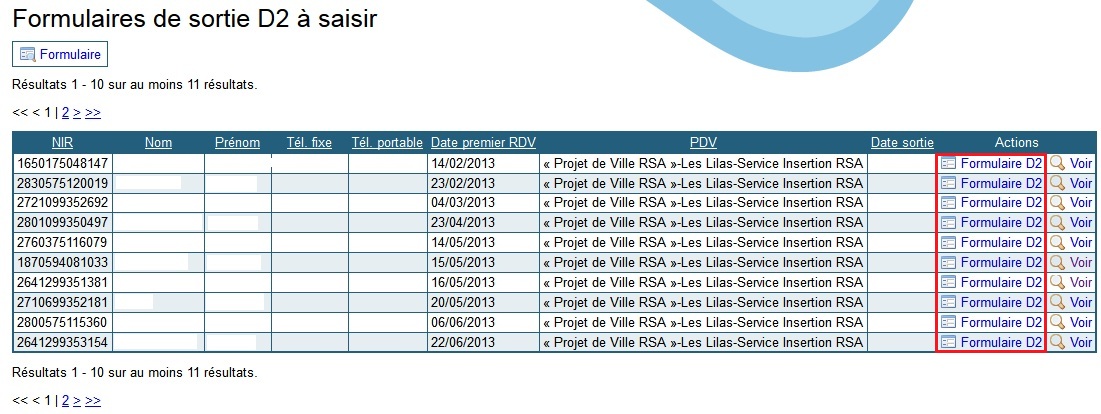 Formulaires de sortie D2 à saisir
Formulaire
Résultats 1 - 10 sur au moins 11 résultats.
<< < 1 | 2 > >>
NIR Nom Prénom Tél. fixe Tél. portable Date premier RDV PDV Date sortie Actions
1650175048147 14/02/2013 « Projet de Ville RSA »-Les Lilas-Service Insertion RSA Formulaire D2 Voir
2830575120019 23/02/2013 « Projet de Ville RSA »-Les Lilas-Service Insertion RSA Formulaire D2 Voir
2721099352692 04/03/2013 « Projet de Ville RSA »-Les Lilas-Service Insertion RSA Formulaire D2 Voir
2801099350497 23/04/2013 « Projet de Ville RSA »-Les Lilas-Service Insertion RSA Formulaire D2 Voir
2760375116079 14/05/2013 « Projet de Ville RSA »-Les Lilas-Service Insertion RSA Formulaire D2 Voir
1870594081033 15/05/2013 « Projet de Ville RSA »-Les Lilas-Service Insertion RSA Formulaire D2 Voir
2641299351381 16/05/2013 « Projet de Ville RSA »-Les Lilas-Service Insertion RSA Formulaire D2 Voir
2710699352181 20/05/2013 « Projet de Ville RSA »-Les Lilas-Service Insertion RSA Formulaire D2 Voir
2800575115360 06/06/2013 « Projet de Ville RSA »-Les Lilas-Service Insertion RSA Formulaire D2 Voir
2641299353154 22/06/2013 « Projet de Ville RSA »-Les Lilas-Service Insertion RSA Formulaire D2 Voir
Résultats 1 - 10 sur au moins 11 résultats.
<< < 1 | 2 > >>